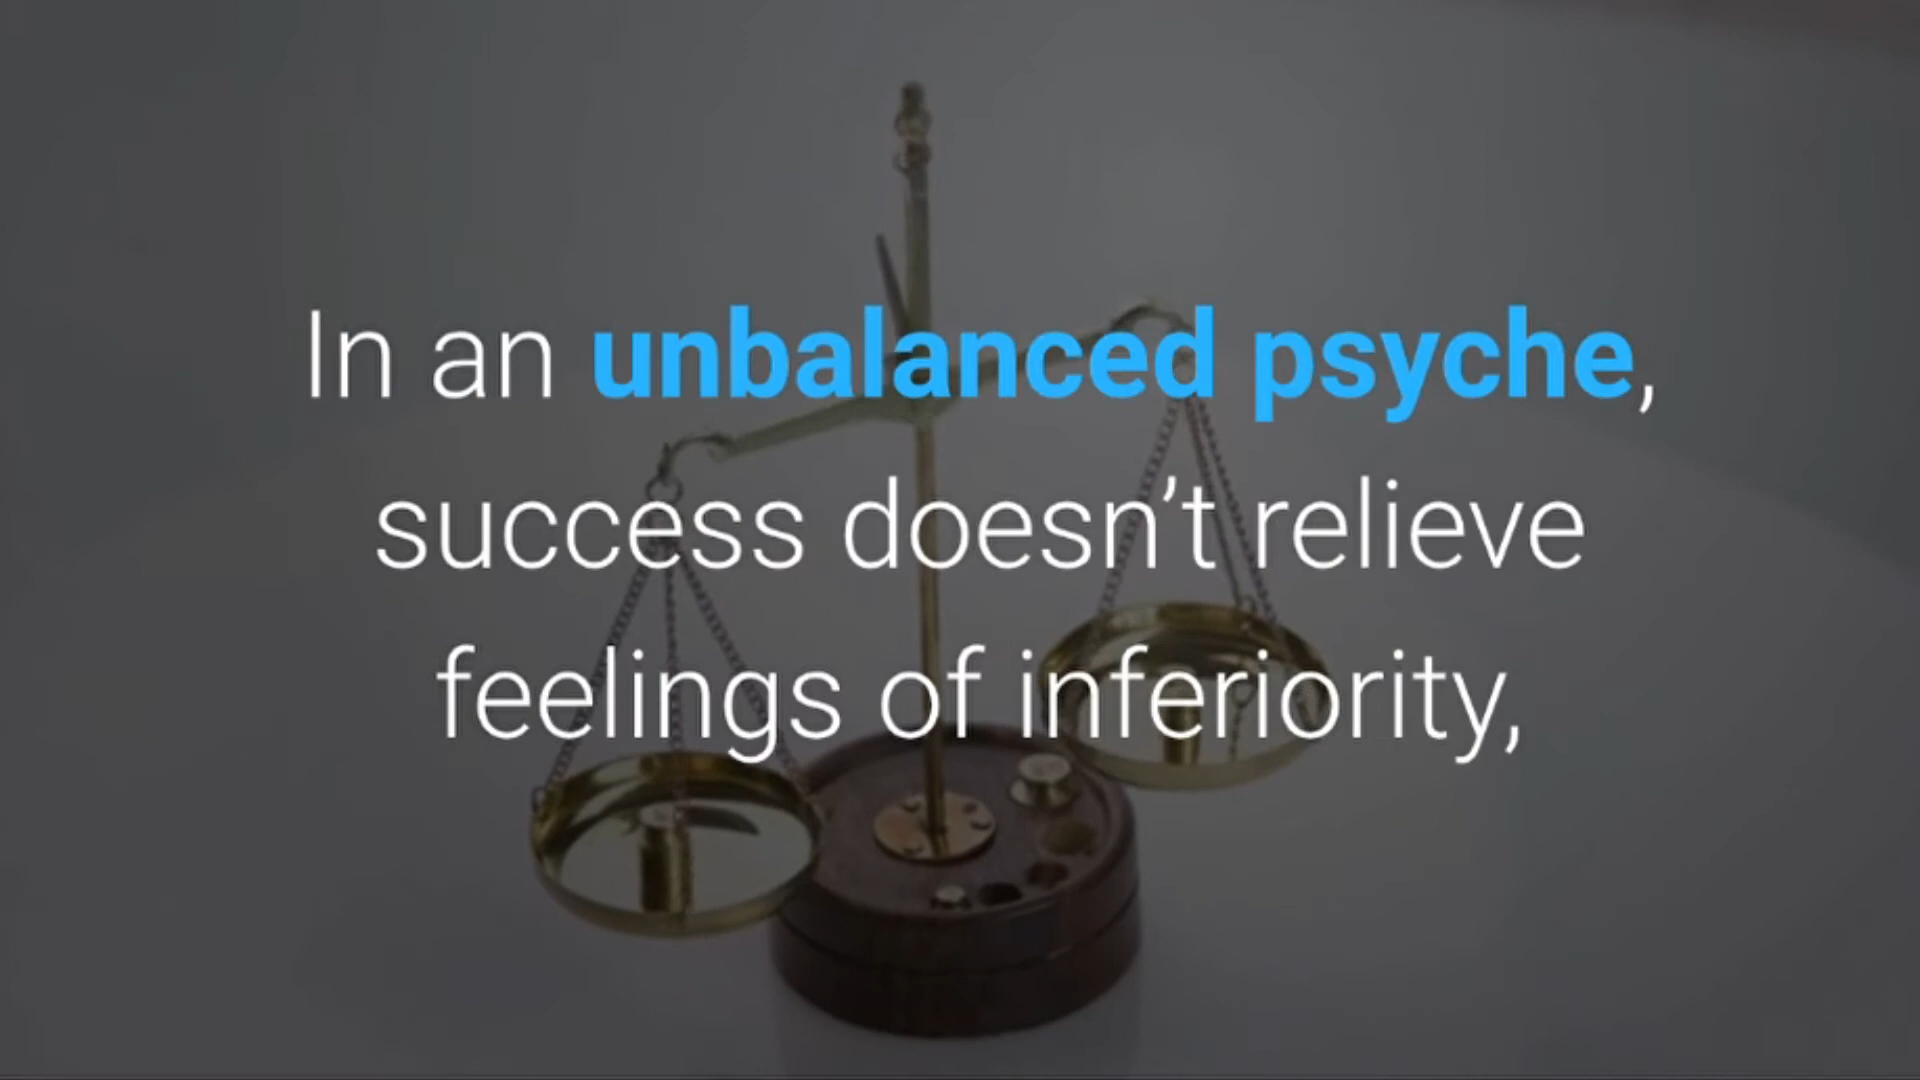 In an unbalanced psyche,
success doesn’t relieve
feelings of inferiority,